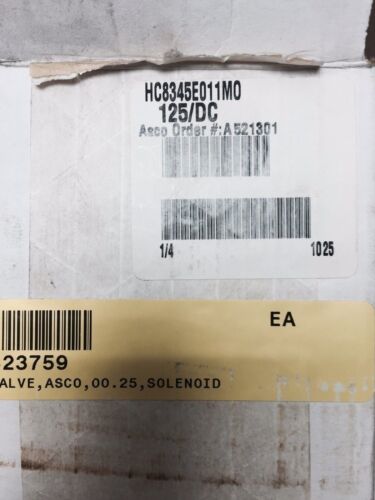 HC8345E011MO
125/DC
Asco Order #:A521301
1/4 1025
EA
23759
ALVE,ASCO,00.25,SOLENOID